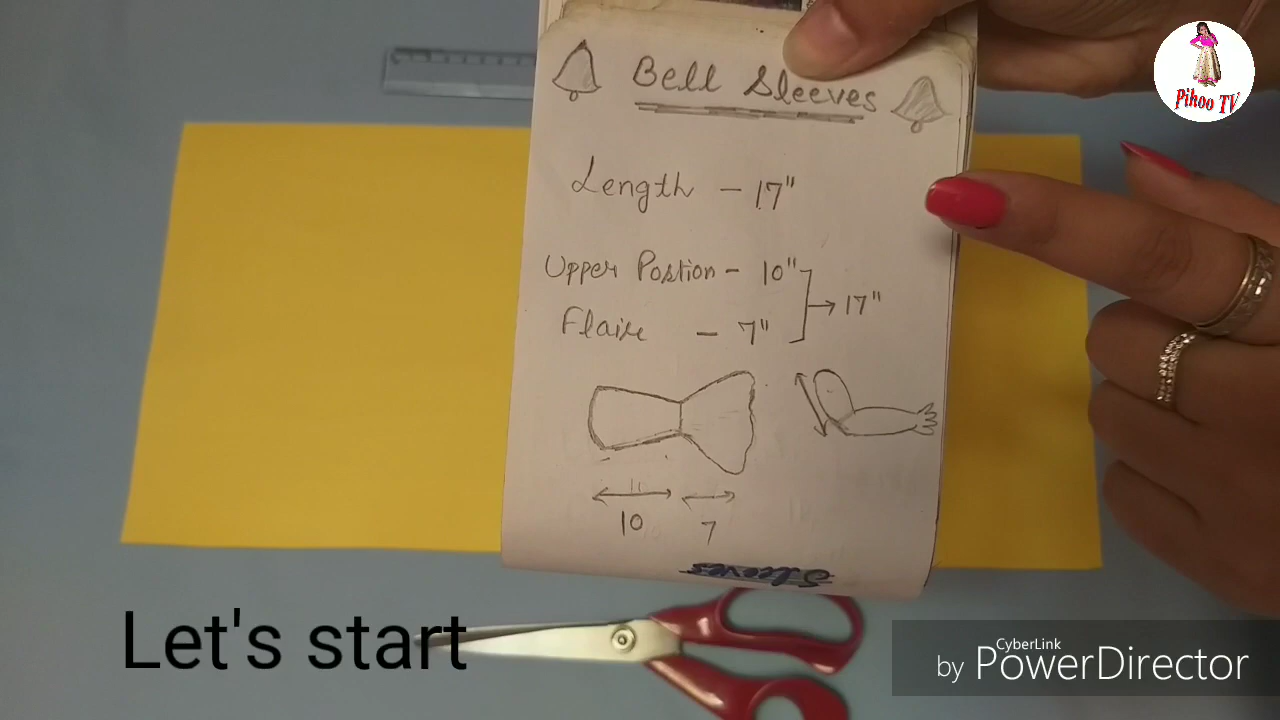 Bell Sleeves
Length - 17"
Upper Postion - 10"
Flaire - 7"
→ 17"
10 7
Sleeves
Let's start
Pihoo TV
CyberLink
by PowerDirector